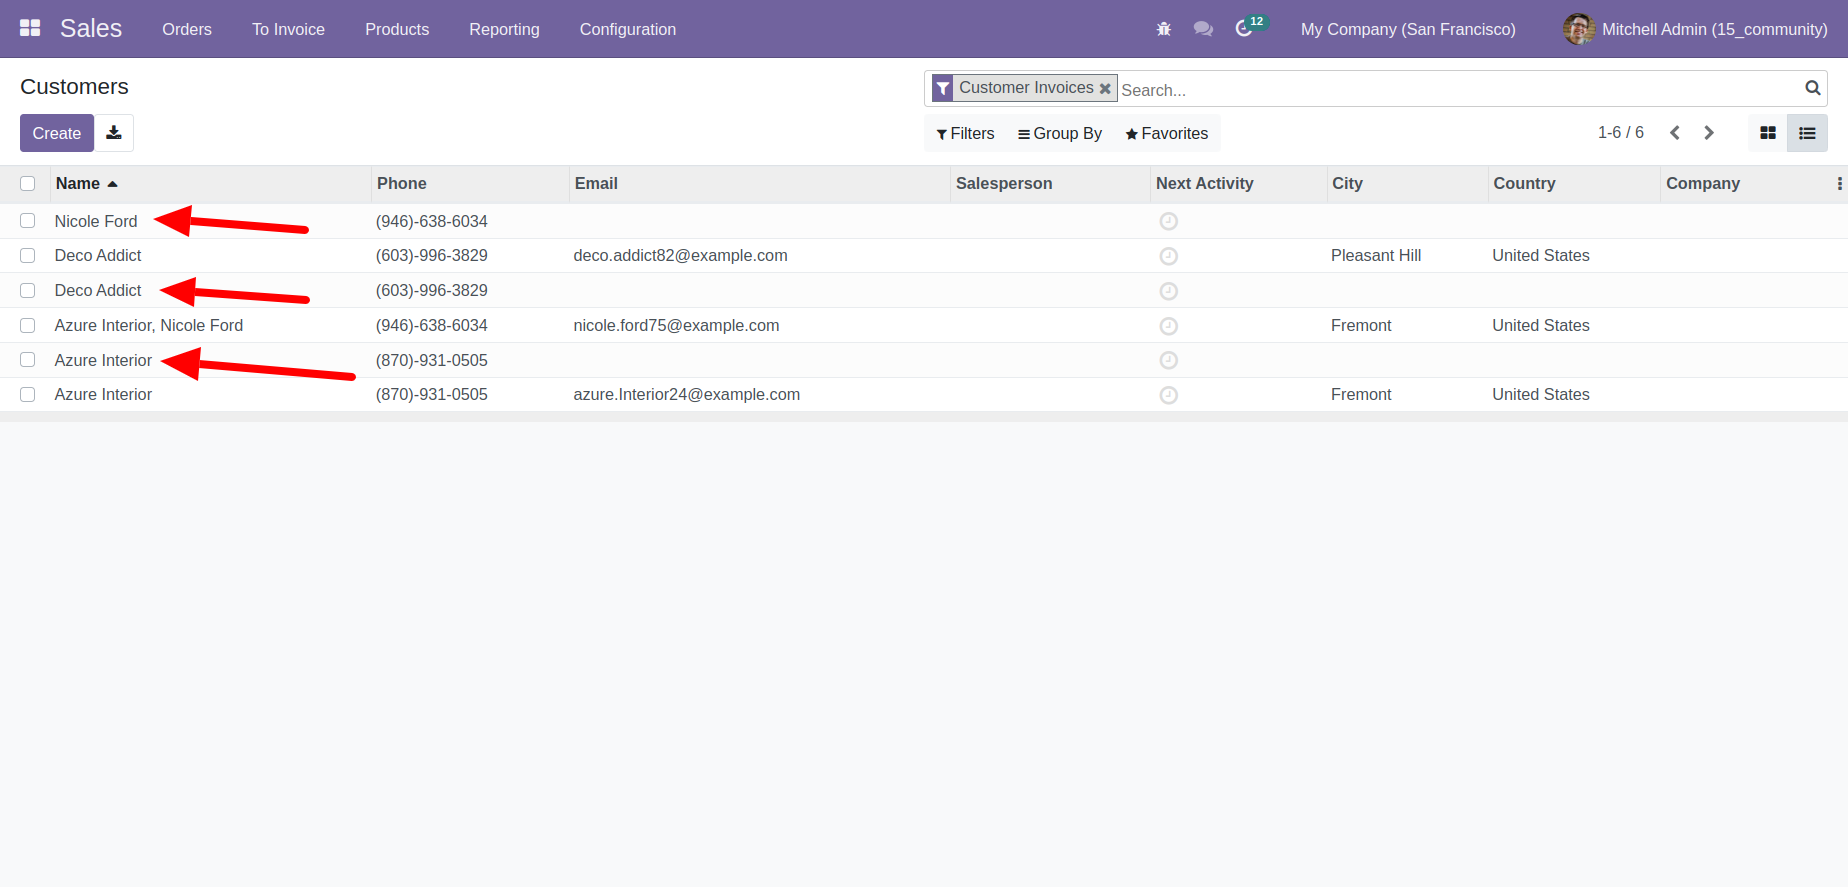 Sales Orders To Invoice Products Reporting Configuration 12 My Company (San Francisco) Mitchell Admin (15_community)
Customers
Customer Invoices Search...
Create Filters Group By Favorites 1-6 / 6
Name Phone Email Salesperson Next Activity City Country Company
Nicole Ford (946)-638-6034
Deco Addict (603)-996-3829 deco.addict82@example.com Pleasant Hill United States
Deco Addict (603)-996-3829
Azure Interior, Nicole Ford (946)-638-6034 nicole.ford75@example.com Fremont United States
Azure Interior (870)-931-0505
Azure Interior (870)-931-0505 azure.Interior24@example.com Fremont United States